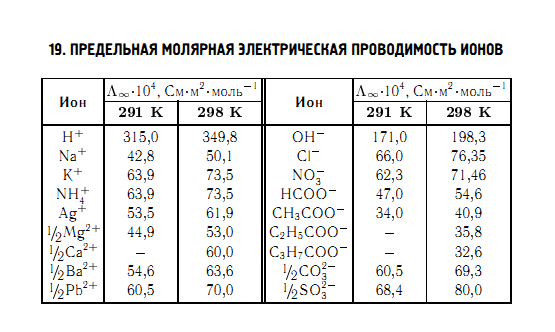 19. ПРЕДЕЛЬНАЯ МОЛЯРНАЯ ЭЛЕКТРИЧЕСКАЯ ПРОВОДИМОСТЬ ИОНОВ
Ион Λ∞·10⁴, См·м²·моль⁻¹ Ион Λ∞·10⁴, См·м²·моль⁻¹
291 K 298 K 291 K 298 K
H⁺ 315,0 349,8 OH⁻ 171,0 198,3
Na⁺ 42,8 50,1 Cl⁻ 66,0 76,35
K⁺ 63,9 73,5 NO₃⁻ 62,3 71,46
NH₄⁺ 63,9 73,5 HCOO⁻ 47,0 54,6
Ag⁺ 53,5 61,9 CH₃COO⁻ 34,0 40,9
1/2Mg²⁺ 44,9 53,0 C₂H₅COO⁻ – 35,8
1/2Ca²⁺ – 60,0 C₃H₇COO⁻ – 32,6
1/2Ba²⁺ 54,6 63,6 1/2CO₃²⁻ 60,5 69,3
1/2Pb²⁺ 60,5 70,0 1/2SO₃²⁻ 68,4 80,0